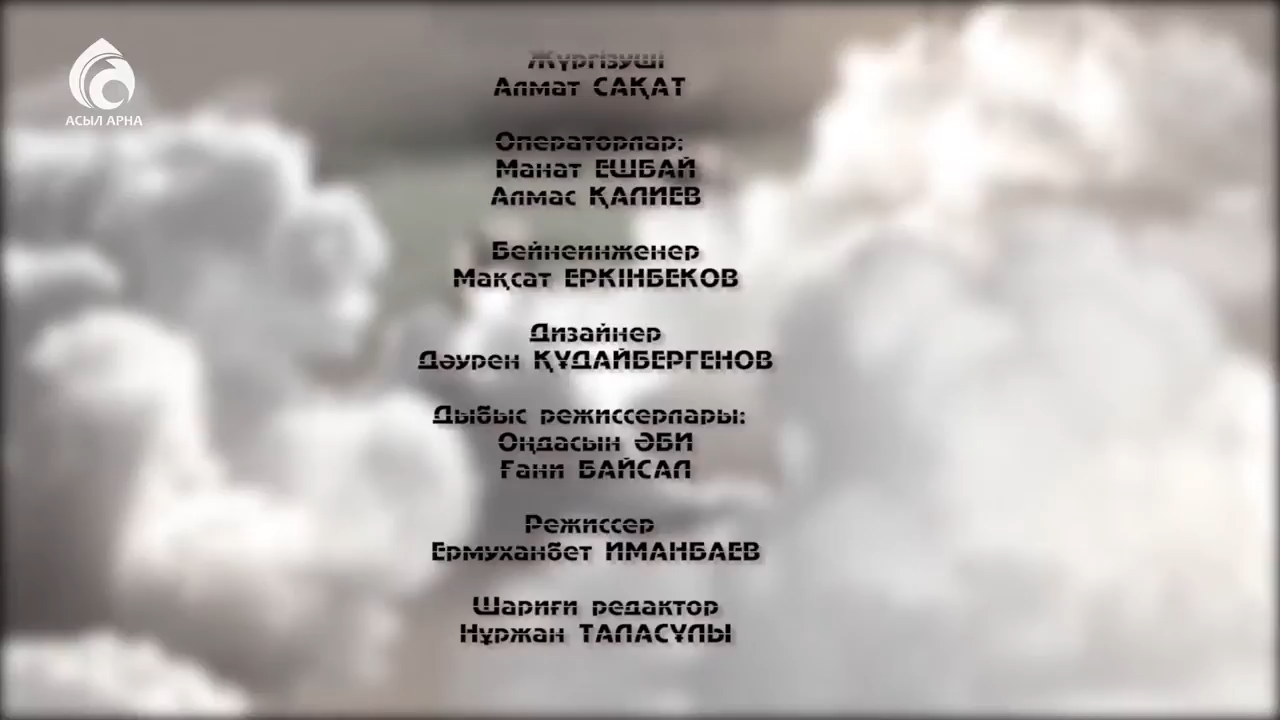 АСЫЛ АРНА
Жүргізуші
Алмат САҚАТ
Операторлар:
Манат ЕШБАЙ
Алмас ҚАЛИЕВ
Бейнеинженер
Мақсат ЕРКІНБЕКОВ
Дизайнер
Дәурен ҚҰДАЙБЕРГЕНОВ
Дыбыс режиссерлары:
Оңдасын ӘБИ
Ғани БАЙСАЛ
Режиссер
Ермуханбет ИМАНБАЕВ
Шариғи редактор
Нұржан ТАЛАСҰЛЫ